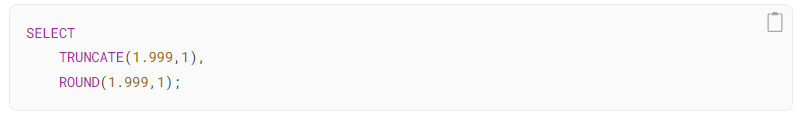 SELECT
    TRUNCATE(1.999,1),
    ROUND(1.999,1);